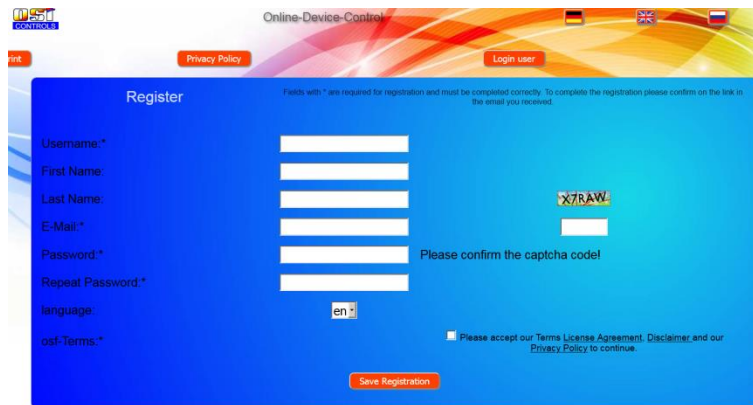 OSF
CONTROLS
Online-Device-Control
rint
Privacy Policy
Login user
Register
Fields with * are required for registration and must be completed correctly. To complete the registration please confirm on the link in
the email you received.
Username:*
First Name:
Last Name:
X7RAW
E-Mail:*
Password:*
Please confirm the captcha code!
Repeat Password:*
language:
en
osf-Terms:*
Please accept our Terms License Agreement, Disclaimer and our
Privacy Policy to continue.
Save Registration